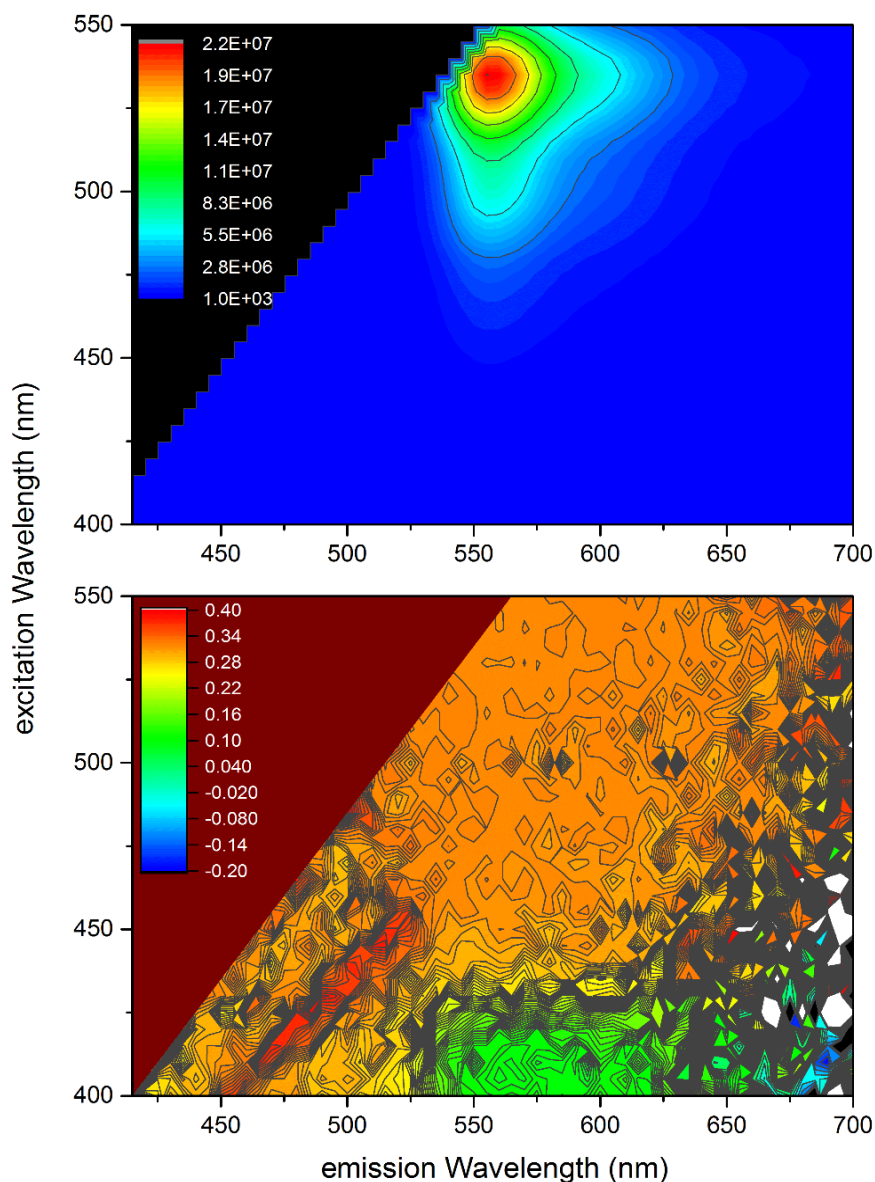 550
2.2E+07
1.9E+07
1.7E+07
1.4E+07
1.1E+07
8.3E+06
5.5E+06
2.8E+06
1.0E+03
500
450
400
450 500 550 600 650 700
excitation Wavelength (nm)
550
0.40
0.34
0.28
0.22
0.16
0.10
0.040
-0.020
-0.080
-0.14
-0.20
500
450
400
450 500 550 600 650 700
emission Wavelength (nm)